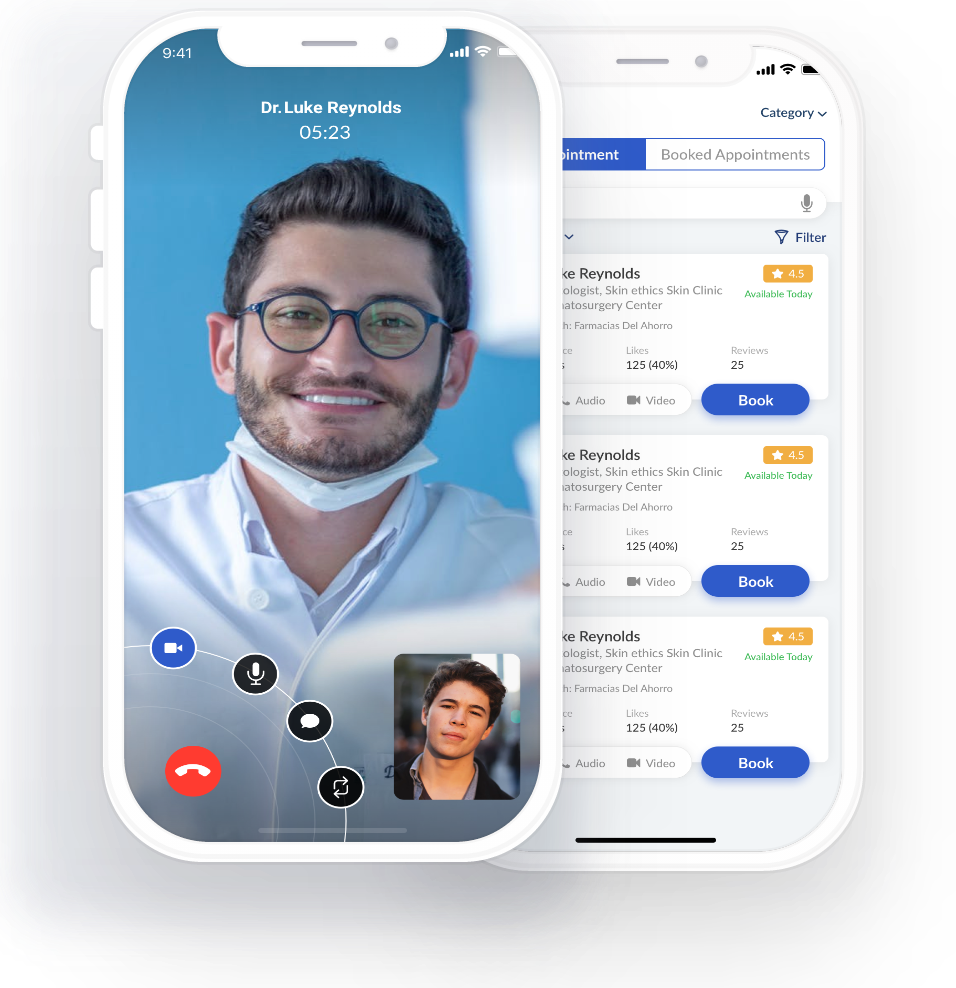 9:41
Dr. Luke Reynolds
05:23
Category
Booked Appointments
Filter
Reynolds
4.5
Skin ethics Skin Clinic
Available Today
Center
Farmacias Del Ahorro
Likes
Reviews
125 (40%)
25
Audio
Video
Book
Reynolds
4.5
Skin ethics Skin Clinic
Available Today
Center
Farmacias Del Ahorro
Likes
Reviews
125 (40%)
25
Audio
Video
Book
Reynolds
4.5
Skin ethics Skin Clinic
Available Today
Center
Farmacias Del Ahorro
Likes
Reviews
125 (40%)
25
Audio
Video
Book